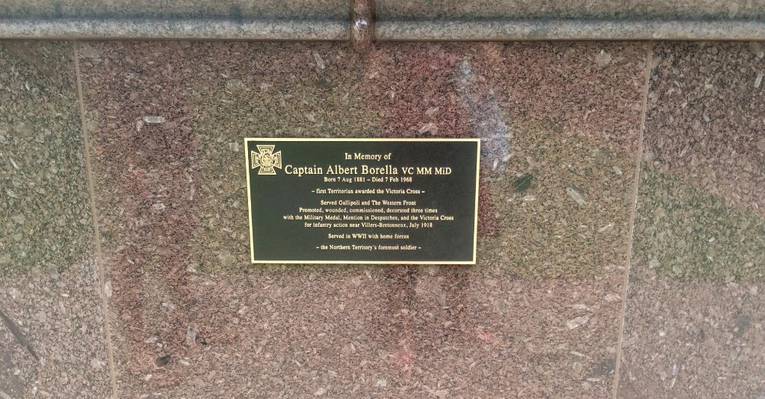 In Memory of
Captain Albert Borella VC MM MiD
Born 7 Aug 1881 – Died 7 Feb 1968
– first Territorian awarded the Victoria Cross –
Served Gallipoli and The Western Front
Promoted, wounded, commissioned, decorated three times
with the Military Medal, Mention in Despatches, and the Victoria Cross
for infantry action near Villers-Bretonneux, July 1918
Served in WWII with home forces
– the Northern Territory's foremost soldier –